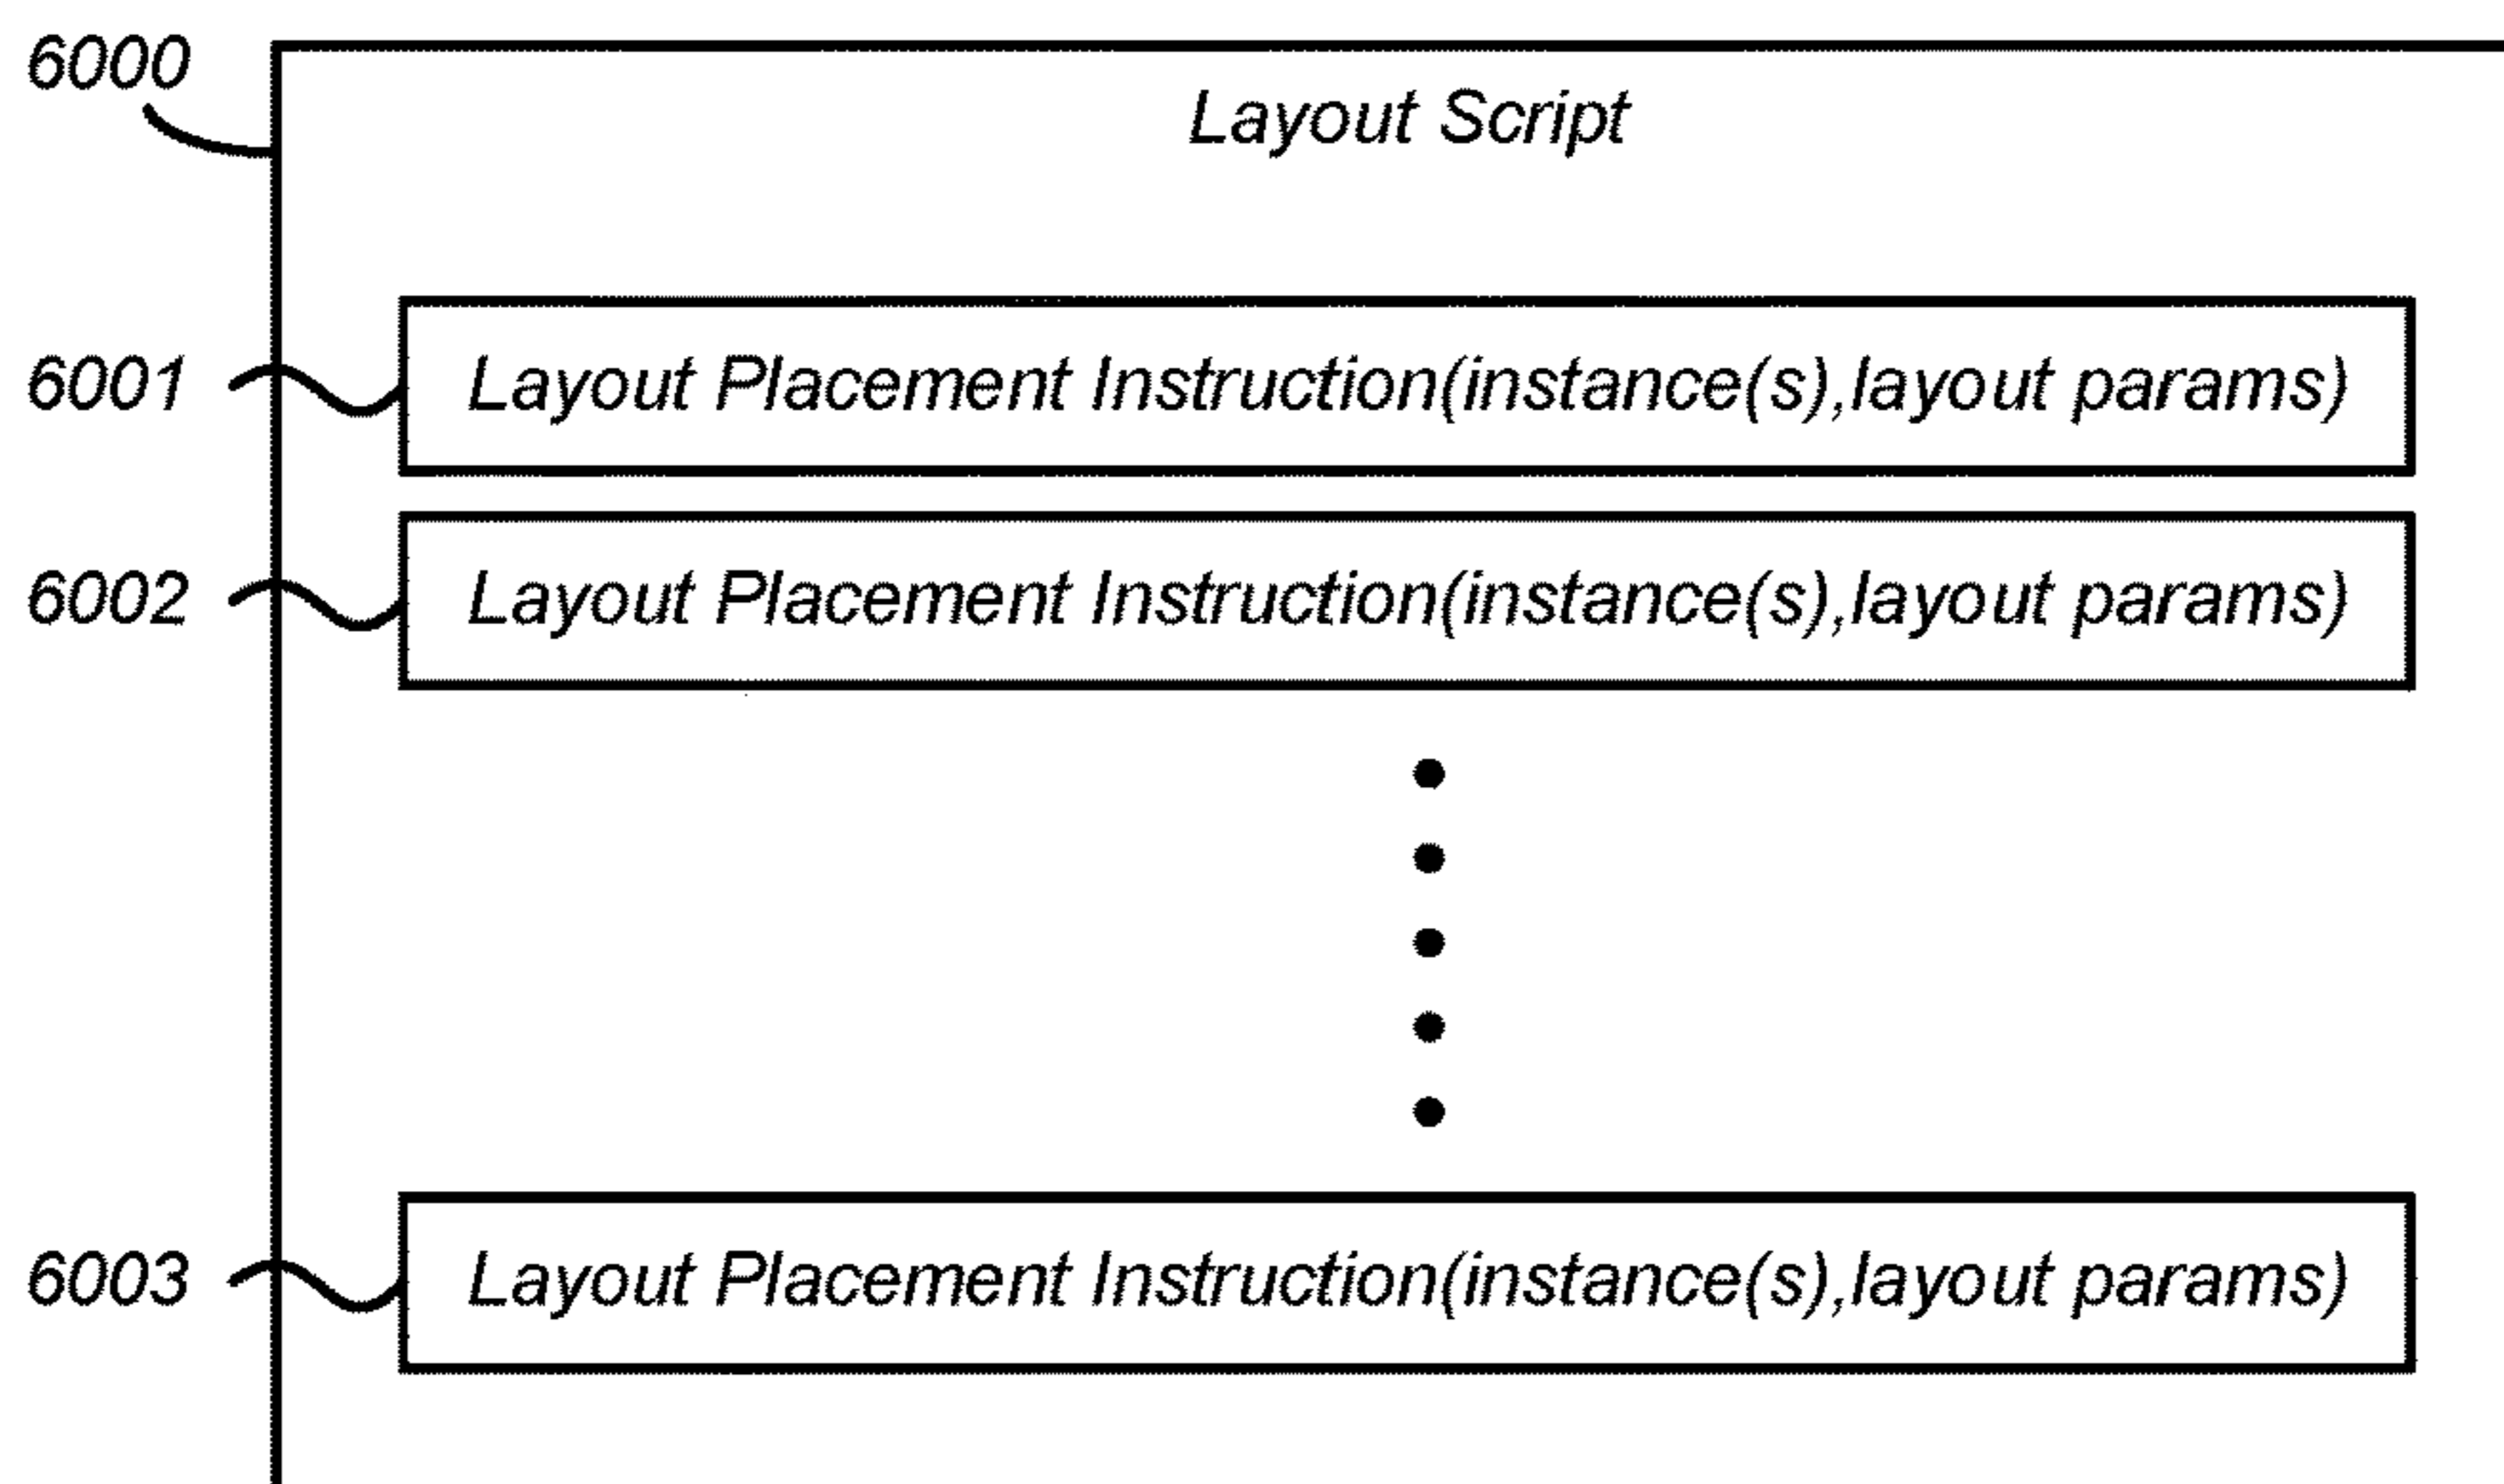 6000
Layout Script
6001 Layout Placement Instruction(instance(s),layout params)
6002 Layout Placement Instruction(instance(s),layout params)
6003 Layout Placement Instruction(instance(s),layout params)